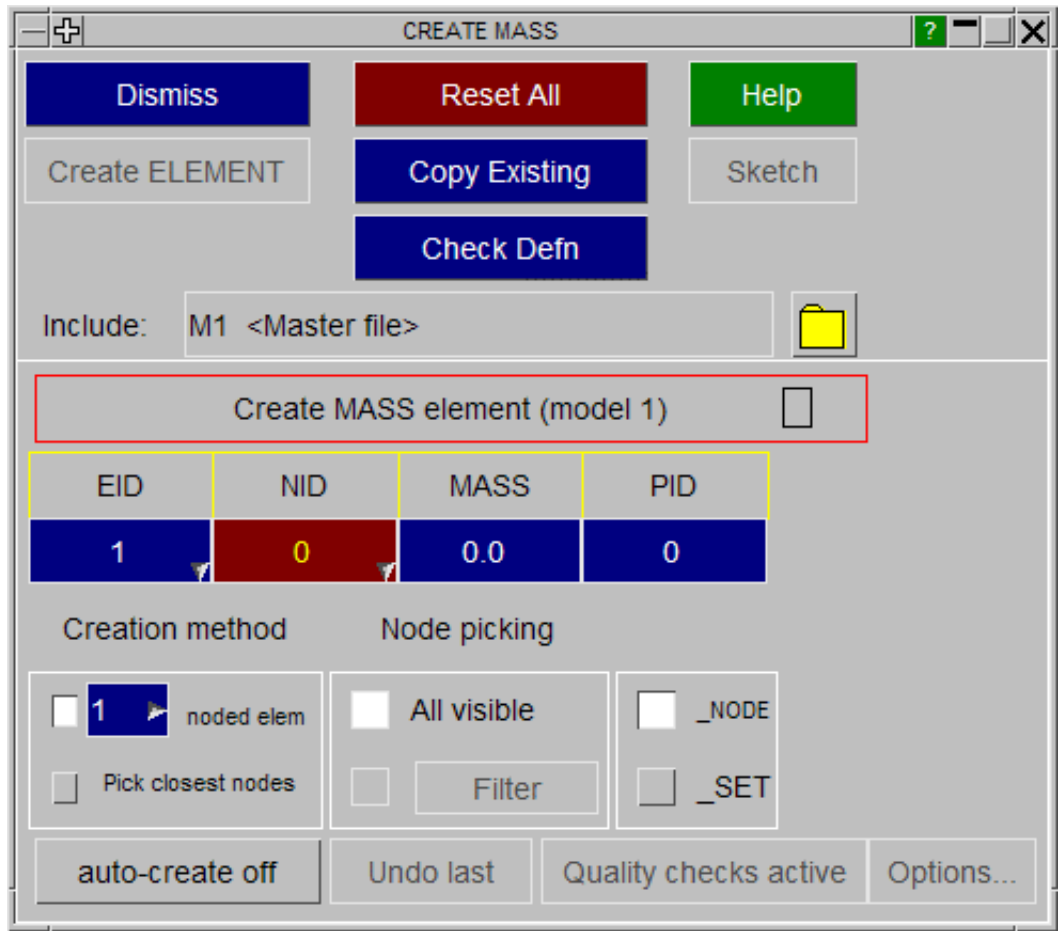 CREATE MASS ?
Dismiss Reset All Help
Create ELEMENT Copy Existing Sketch
Check Defn
Include: M1 <Master file>
Create MASS element (model 1)
EID NID MASS PID
1 0 0.0 0
Creation method Node picking
1 noded elem All visible _NODE
Pick closest nodes Filter _SET
auto-create off Undo last Quality checks active Options...